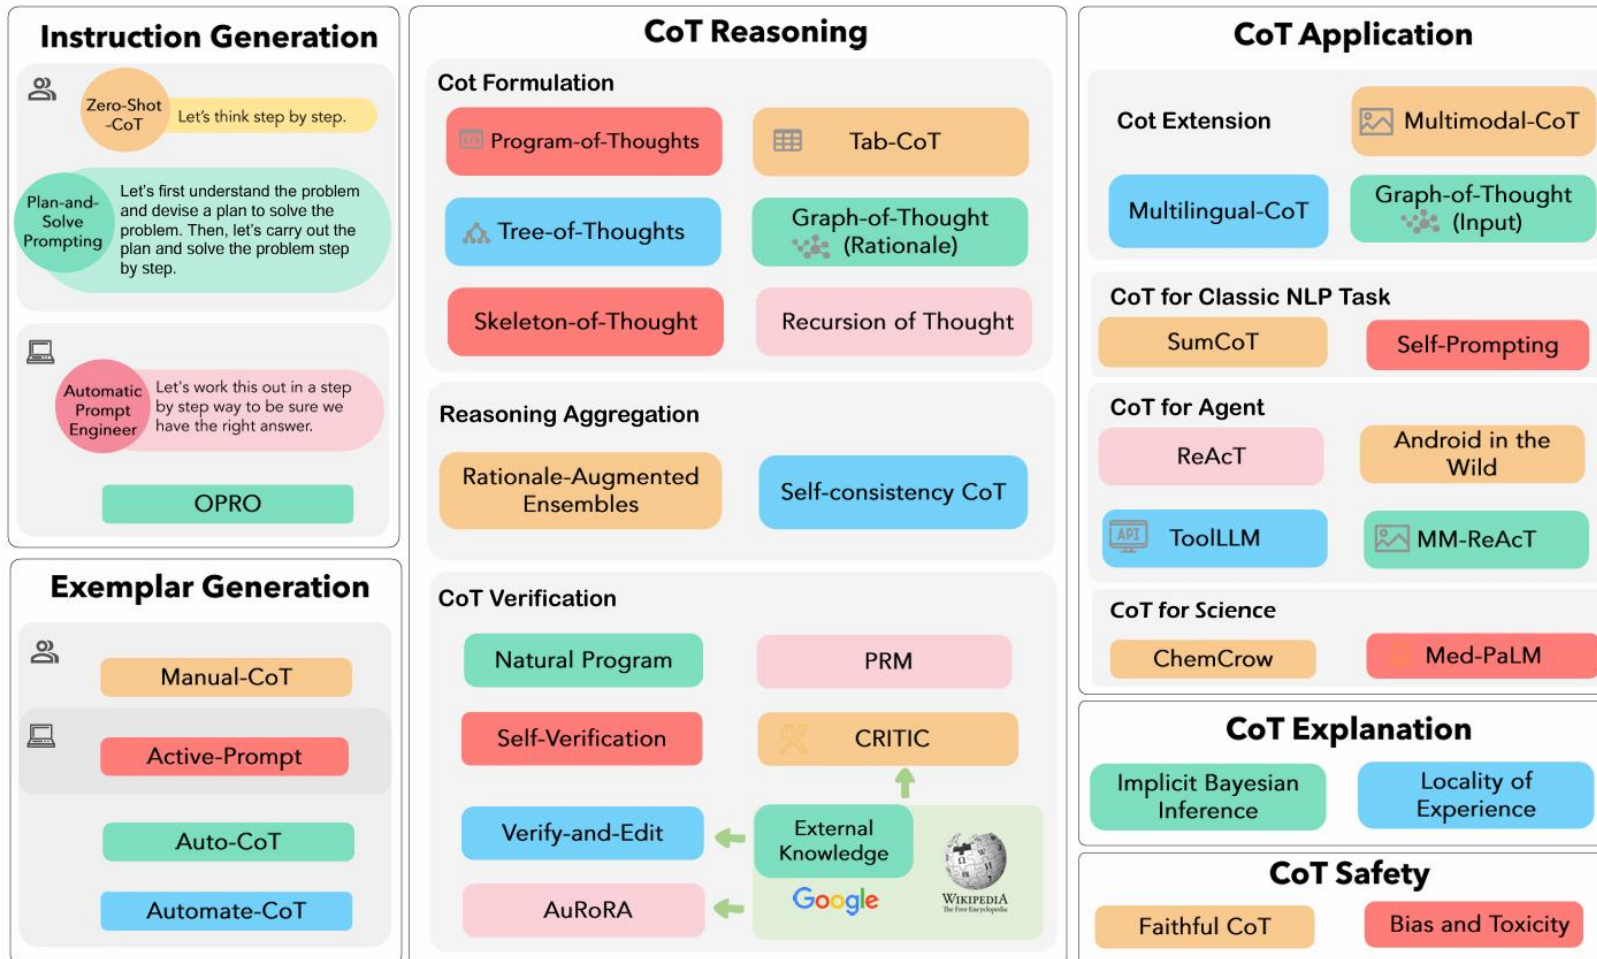 Instruction Generation
Zero-Shot
-CoT
Let's think step by step.
Plan-and-
Solve
Prompting
Let's first understand the problem
and devise a plan to solve the
problem. Then, let's carry out the
plan and solve the problem step
by step.
Automatic
Prompt
Engineer
Let's work this out in a step
by step way to be sure we
have the right answer.
OPRO
Exemplar Generation
Manual-CoT
Active-Prompt
Auto-CoT
Automate-CoT
CoT Reasoning
Cot Formulation
Program-of-Thoughts
Tab-CoT
Tree-of-Thoughts
Graph-of-Thought
(Rationale)
Skeleton-of-Thought
Recursion of Thought
Reasoning Aggregation
Rationale-Augmented
Ensembles
Self-consistency CoT
CoT Verification
Natural Program
PRM
Self-Verification
CRITIC
Verify-and-Edit
External
Knowledge
AuRoRA
Google
WIKIPEDIA
The Free Encyclopedia
CoT Application
Cot Extension
Multimodal-CoT
Multilingual-CoT
Graph-of-Thought
(Input)
CoT for Classic NLP Task
SumCoT
Self-Prompting
CoT for Agent
ReAcT
Android in the
Wild
API
ToolLLM
MM-ReAcT
CoT for Science
ChemCrow
Med-PaLM
CoT Explanation
Implicit Bayesian
Inference
Locality of
Experience
CoT Safety
Faithful CoT
Bias and Toxicity